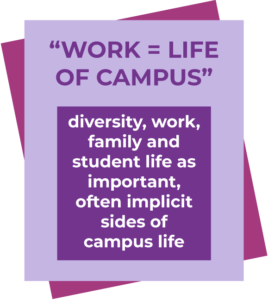 “WORK = LIFE
OF CAMPUS”
diversity, work,
family and
student life as
important,
often implicit
sides of
campus life